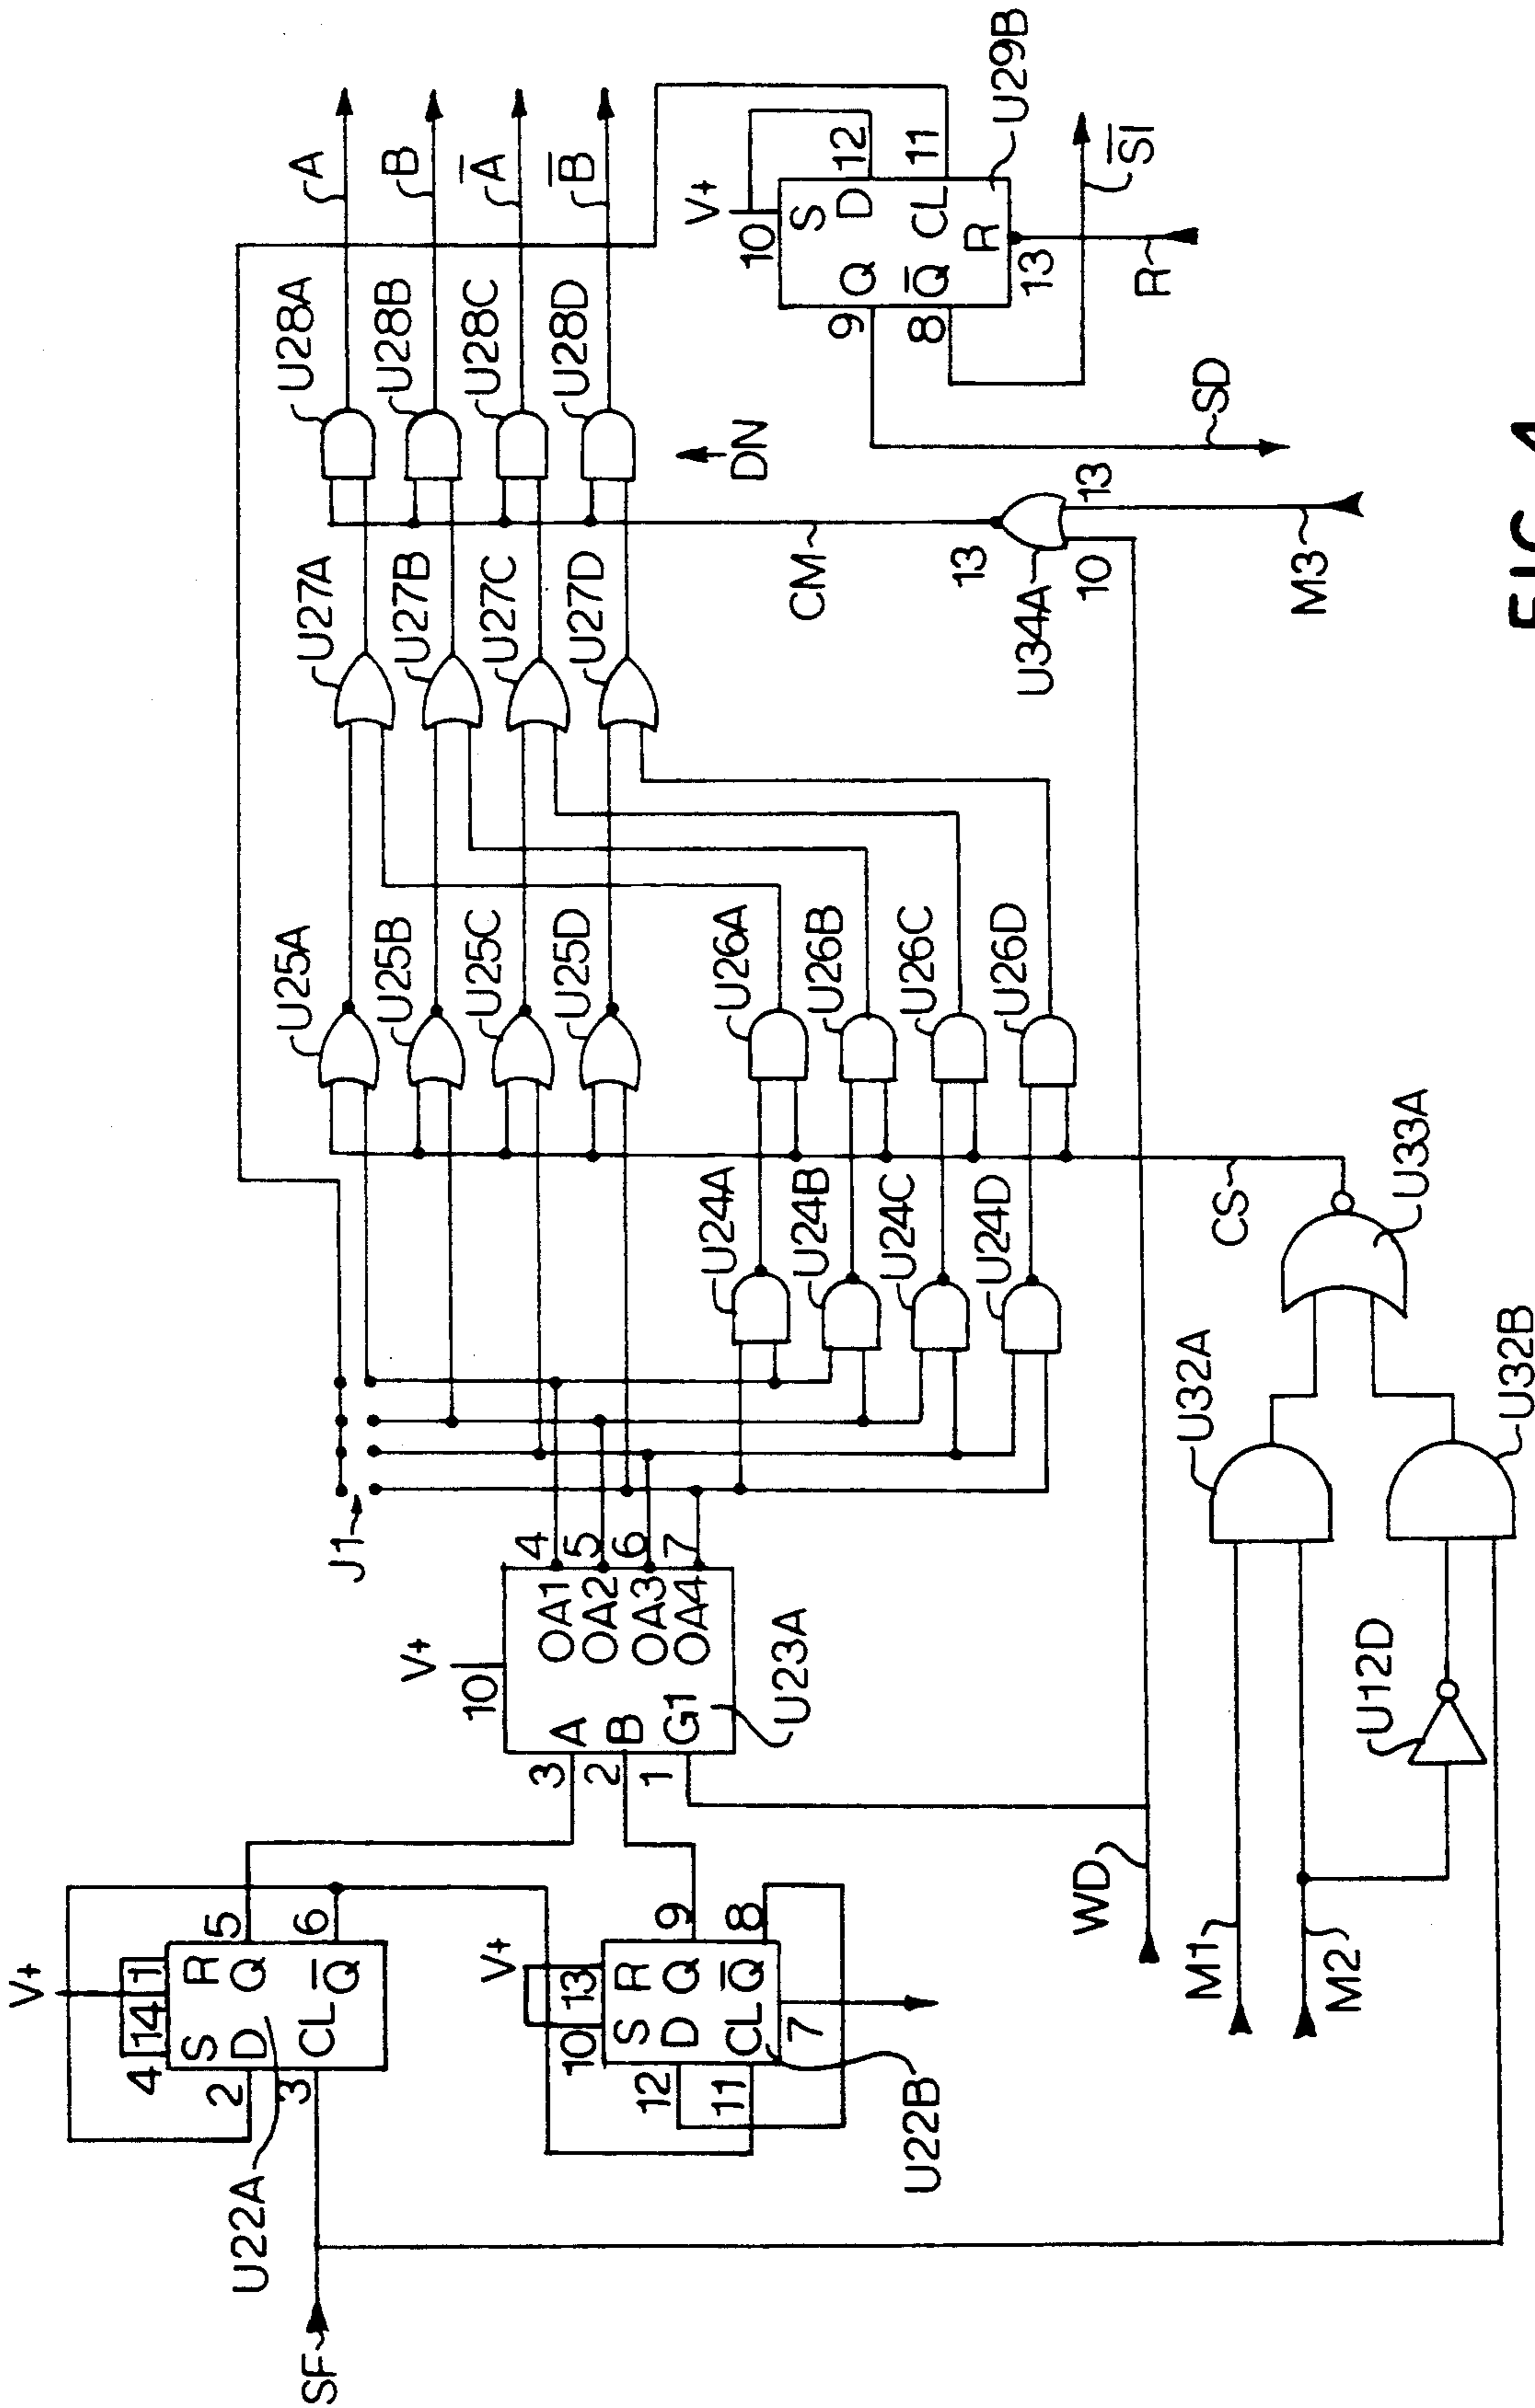 SF
U22A
V+
4
14
1
S
R
2
D
Q
5
3
CL
Q̅
6
V+
10
13
S
R
12
D
Q
9
11
CL
Q̅
8
7
U22B
WD
M1
M2
U12D
U32A
U32B
U33A
CS
V+
10
3
A
OA1
4
2
B
OA2
5
1
G1
OA3
6
OA4
7
U23A
J1
U24A
U24B
U24C
U24D
U25A
U25B
U25C
U25D
U26A
U26B
U26C
U26D
U27A
U27B
U27C
U27D
U28A
U28B
U28C
U28D
A
B
A̅
B̅
DN
CM
13
U34A
10
13
M3
SD
V+
10
S
9
Q
D
12
8
Q̅
CL
11
R
13
R
U29B
S̅I̅